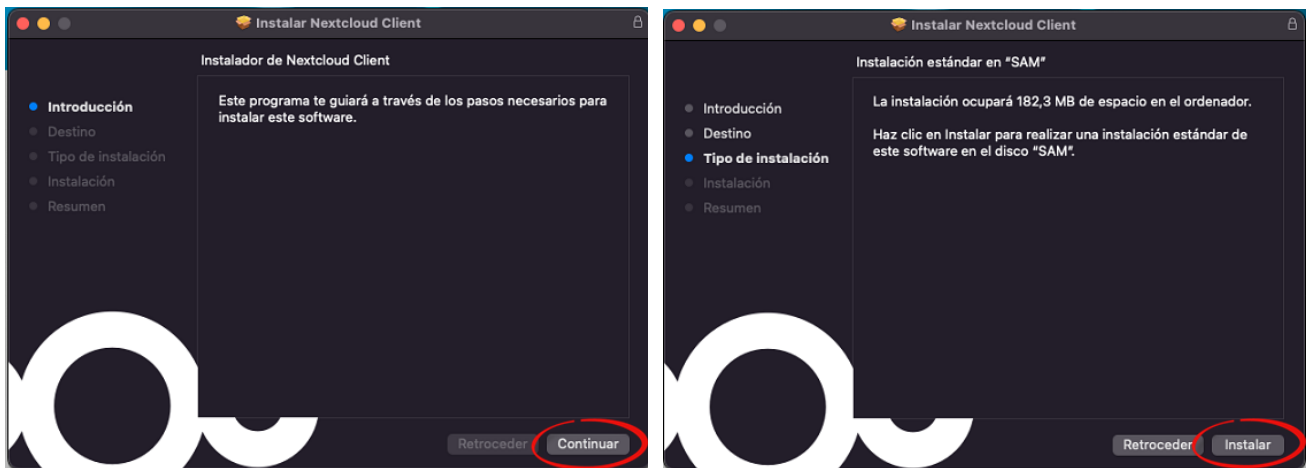 Instalar Nextcloud Client
Instalador de Nextcloud Client
Introducción
Destino
Tipo de instalación
Instalación
Resumen
Este programa te guiará a través de los pasos necesarios para
instalar este software.
Retroceder
Continuar
Instalar Nextcloud Client
Instalación estándar en “SAM”
Introducción
Destino
Tipo de instalación
Instalación
Resumen
La instalación ocupará 182,3 MB de espacio en el ordenador.
Haz clic en Instalar para realizar una instalación estándar de
este software en el disco “SAM”.
Retroceder
Instalar